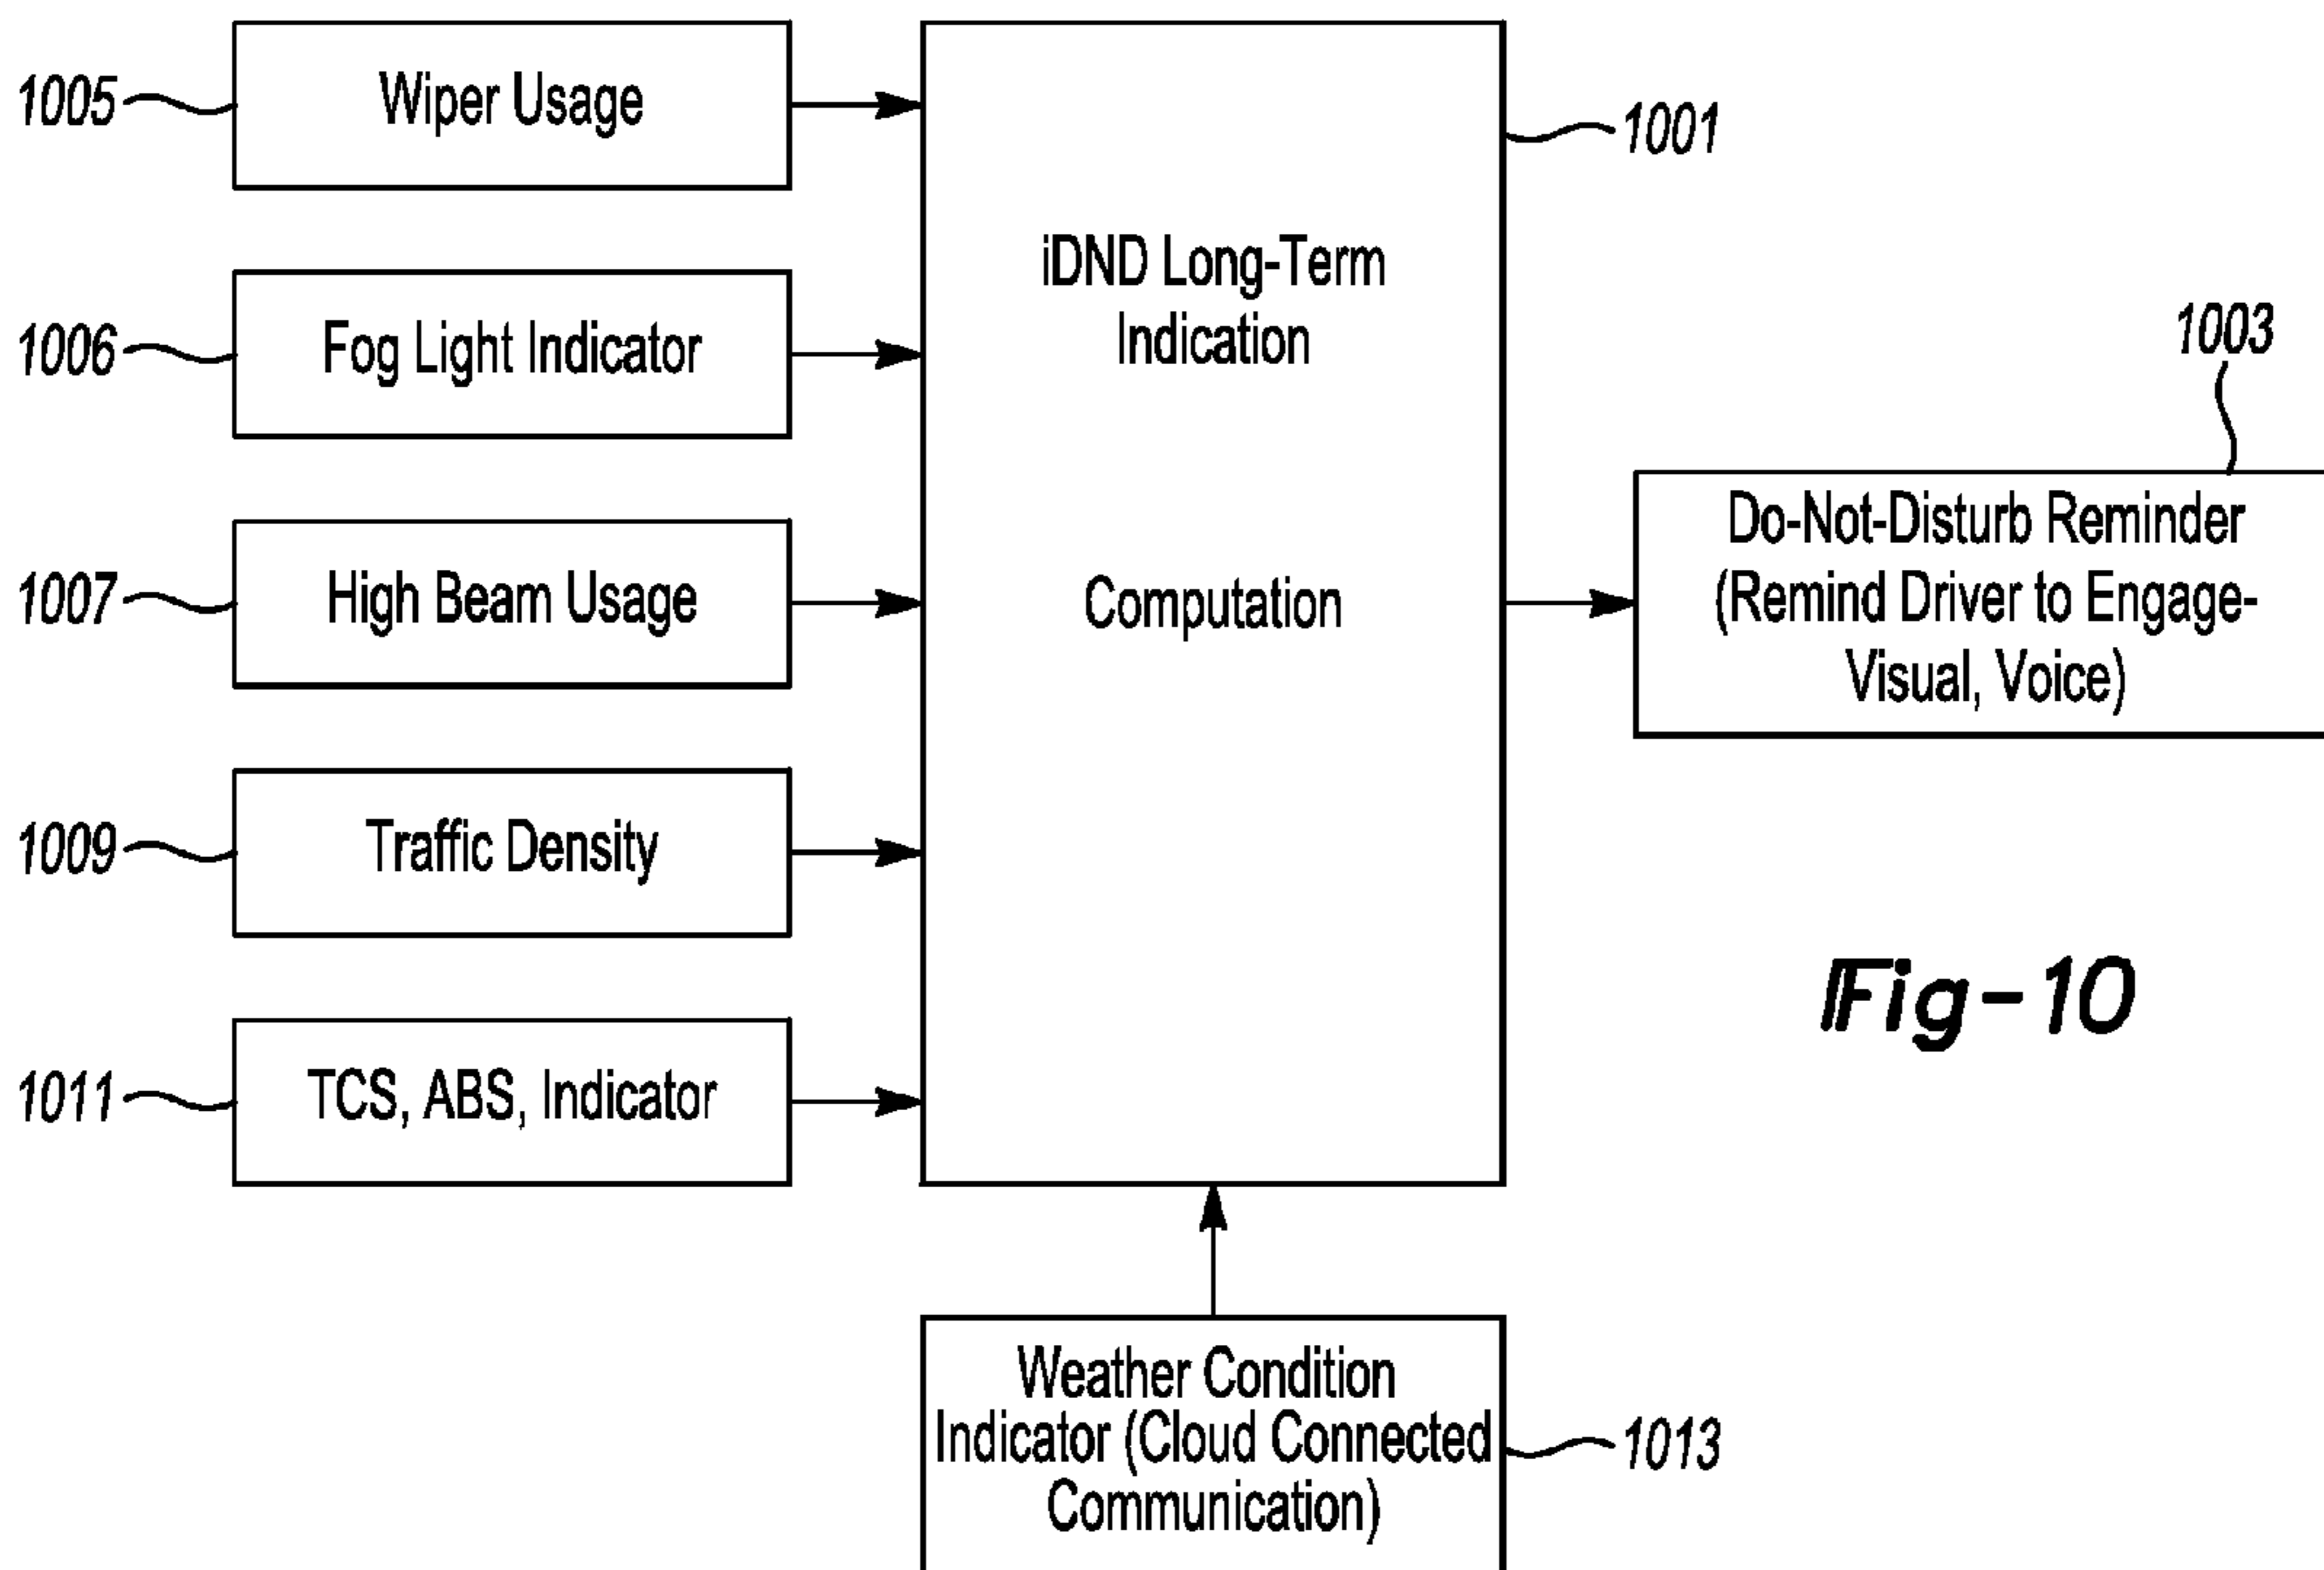 1005
Wiper Usage
1006
Fog Light Indicator
1007
High Beam Usage
1009
Traffic Density
1011
TCS, ABS, Indicator
iDND Long-Term
Indication
Computation
1001
1003
Do-Not-Disturb Reminder
(Remind Driver to Engage-
Visual, Voice)
Weather Condition
Indicator (Cloud Connected
Communication)
1013
Fig-10